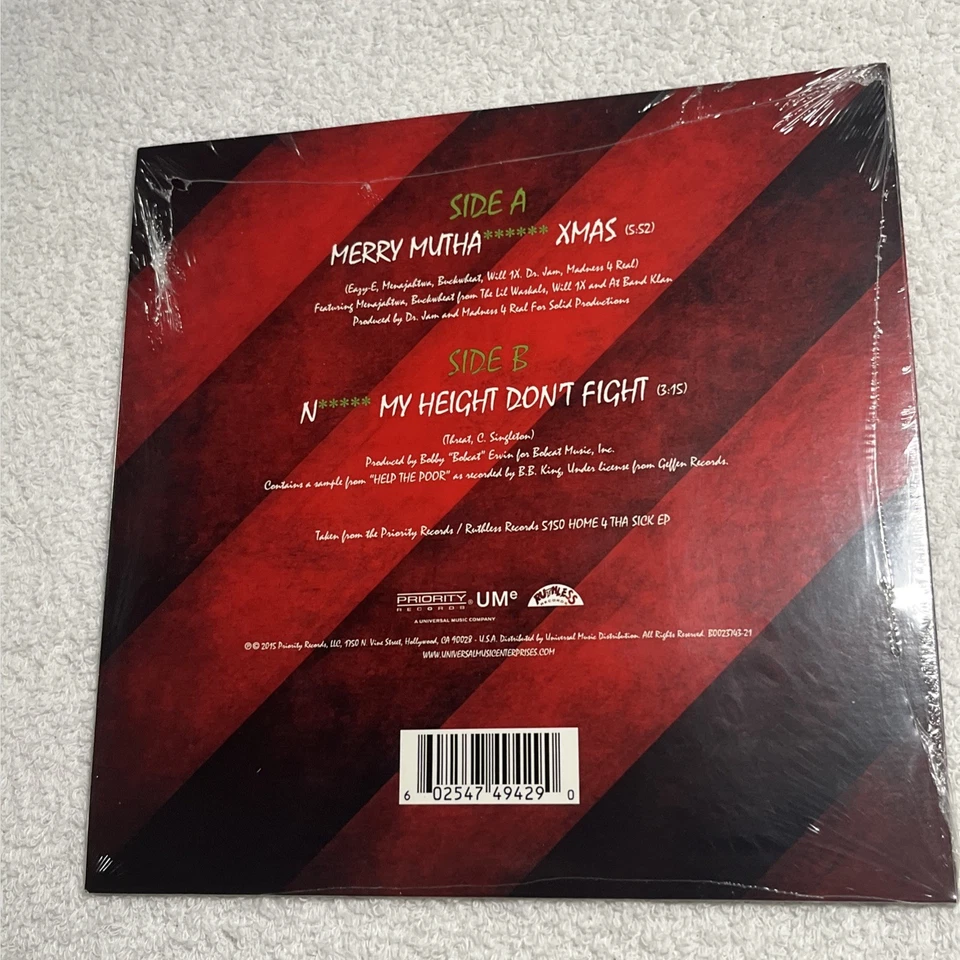 SIDE A
MERRY MUTHA****** XMAS (5:52)
(Eazy-E, Menajahtwa, Buckwheat, Will 1X. Dr. Jam, Madness 4 Real)
Featuring Menajahtwa, Buckwheat from The Lil Waskals, Will 1X and At Band Klan
Produced by Dr. Jam and Madness 4 Real For Solid Productions
SIDE B
N***** MY HEIGHT DON'T FIGHT (3:15)
(Threat, C. Singleton)
Produced by Bobby "Bobcat" Ervin for Bobcat Music, Inc.
Contains a sample from "HELP THE POOR" as recorded by B.B. King, Under license from Geffen Records.
Taken from the Priority Records / Ruthless Records 5150 HOME 4 THA SICK EP
PRIORITY RECORDS® UMe RUTHLESS RECORDS
A UNIVERSAL MUSIC COMPANY
℗© 2015 Priority Records, LLC, 1750 N. Vine Street, Hollywood, CA 90028 - U.S.A. Distributed by Universal Music Distribution. All Rights Reserved. B0023743-21
WWW.UNIVERSALMUSICENTERPRISES.COM
6 02547 49429 0